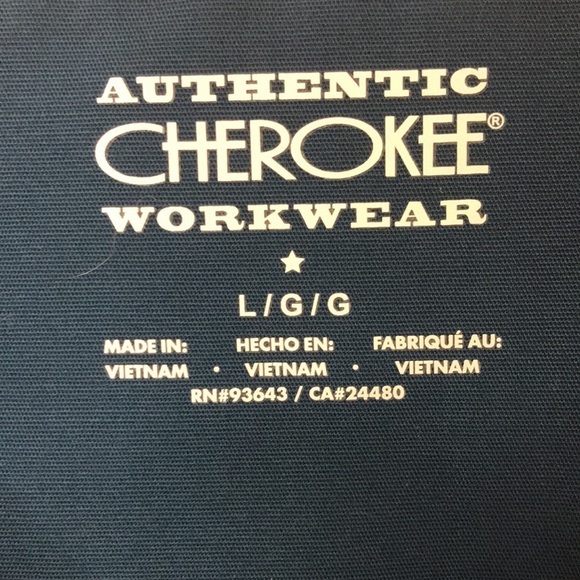 AUTHENTIC
CHEROKEE®
WORKWEAR
L / G / G
MADE IN: HECHO EN: FABRIQUÉ AU:
VIETNAM · VIETNAM · VIETNAM
RN#93643 / CA#24480